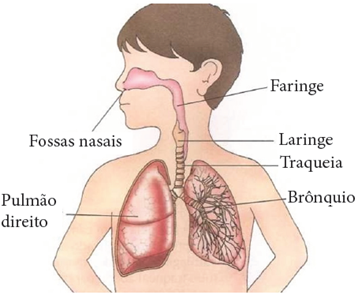 Faringe
Fossas nasais
Laringe
Traqueia
Pulmão
direito
Brônquio